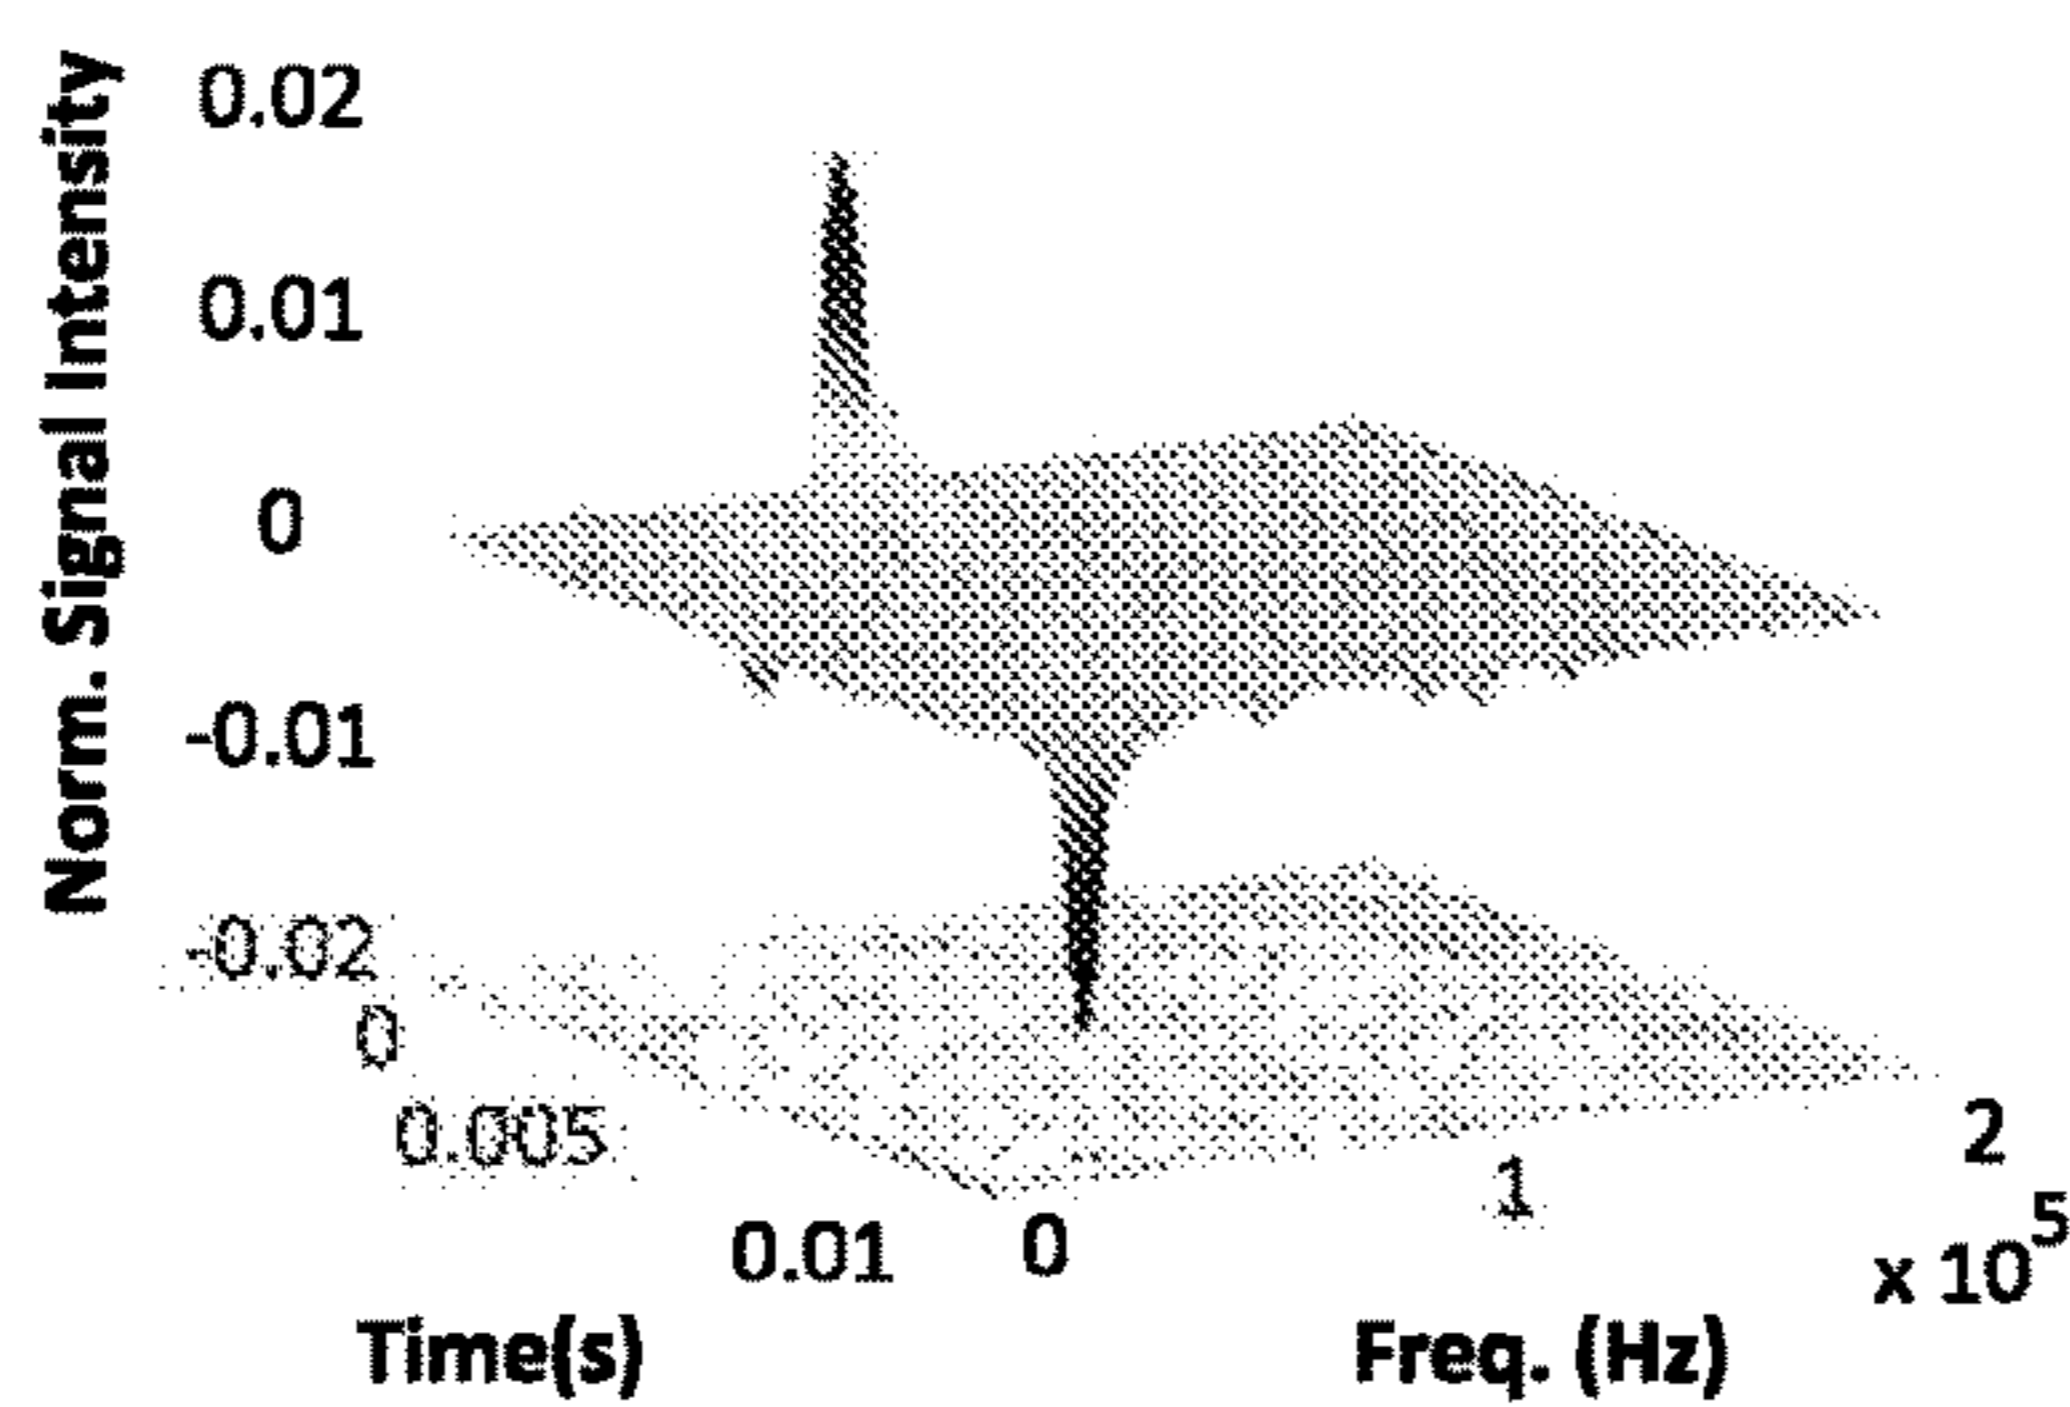 Norm. Signal Intensity
0.02
0.01
0
-0.01
-0.02
0
0.005
0.01
0
1
2
x 10^5
Time(s)
Freq. (Hz)